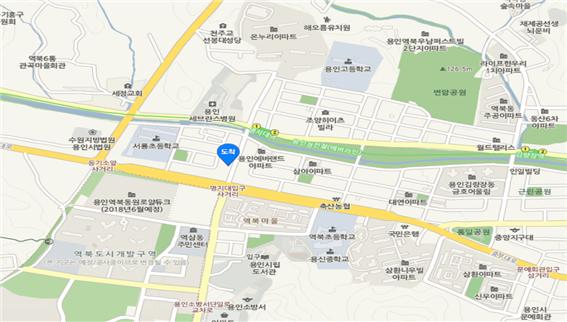 천주교
선봉대성당
해오름유치원
온누리아파트
용인역북우남퍼스트빌
2단지아파트
숲속마을
채제공선생
뇌문비
라이프한우리
1차아파트
역북6통
관곡마을회관
세정교회
용인고등학교
126.5m
번암공원
역북동
주공아파트
동산6차
아파트
용인
세브란스병원
조양하이츠
빌라
월드팰리스
수원지방법원
용인시법원
서룡초등학교
도착
용인에버랜드
아파트
삼아아파트
등기소앞
사거리
명지대입구
사거리
용인김량장동
금호어울림
인일빌딩
근린공원
용인역북동원로얄듀크
(2018년6월예정)
축산농협
대연아파트
역북마을
역삼동
주민센터
역북초등학교
국민은행
통일공원
중앙지구대
역북도시개발구역
입구
용인시립
도서관
용신중학교
삼환나우빌
아파트
삼환아파트
문예회관입구
삼거리
신우아파트
용인소방서
용인소방서단일로
교차로
용인시
문예회관